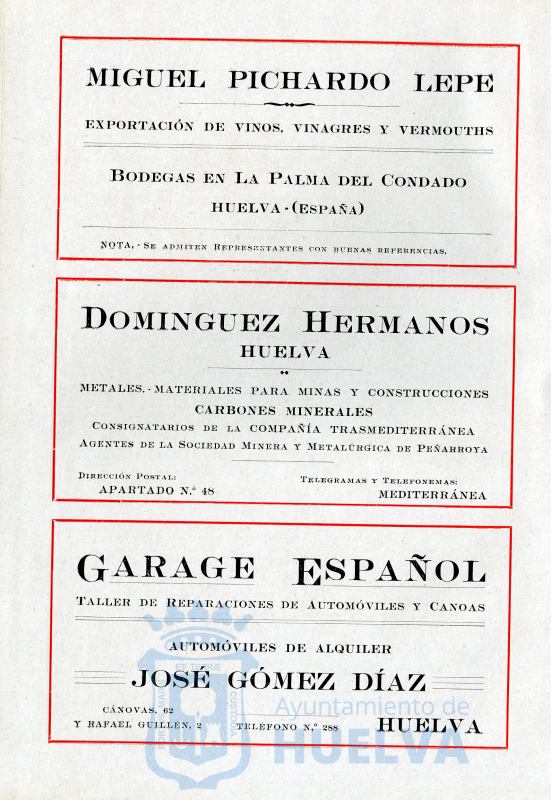 MIGUEL PICHARDO LEPE
EXPORTACIÓN DE VINOS, VINAGRES Y VERMOUTHS
BODEGAS EN LA PALMA DEL CONDADO
HUELVA-(ESPAÑA)
NOTA.- SE ADMITEN REPRESENTANTES CON BUENAS REFERENCIAS.
DOMINGUEZ HERMANOS
HUELVA
METALES.-MATERIALES PARA MINAS Y CONSTRUCCIONES
CARBONES MINERALES
CONSIGNATARIOS DE LA COMPAÑÍA TRASMEDITERRÁNEA
AGENTES DE LA SOCIEDAD MINERA Y METALÚRGICA DE PEÑARROYA
DIRECCIÓN POSTAL:
APARTADO N.º 48
TELEGRAMAS Y TELEFONEMAS:
MEDITERRÁNEA
GARAGE ESPAÑOL
TALLER DE REPARACIONES DE AUTOMÓVILES Y CANOAS
AUTOMÓVILES DE ALQUILER
JOSÉ GÓMEZ DÍAZ
CÁNOVAS, 62
Y RAFAEL GUILLÉN, 2
TELÉFONO N.º 288
HUELVA
Ayuntamiento de
HUELVA